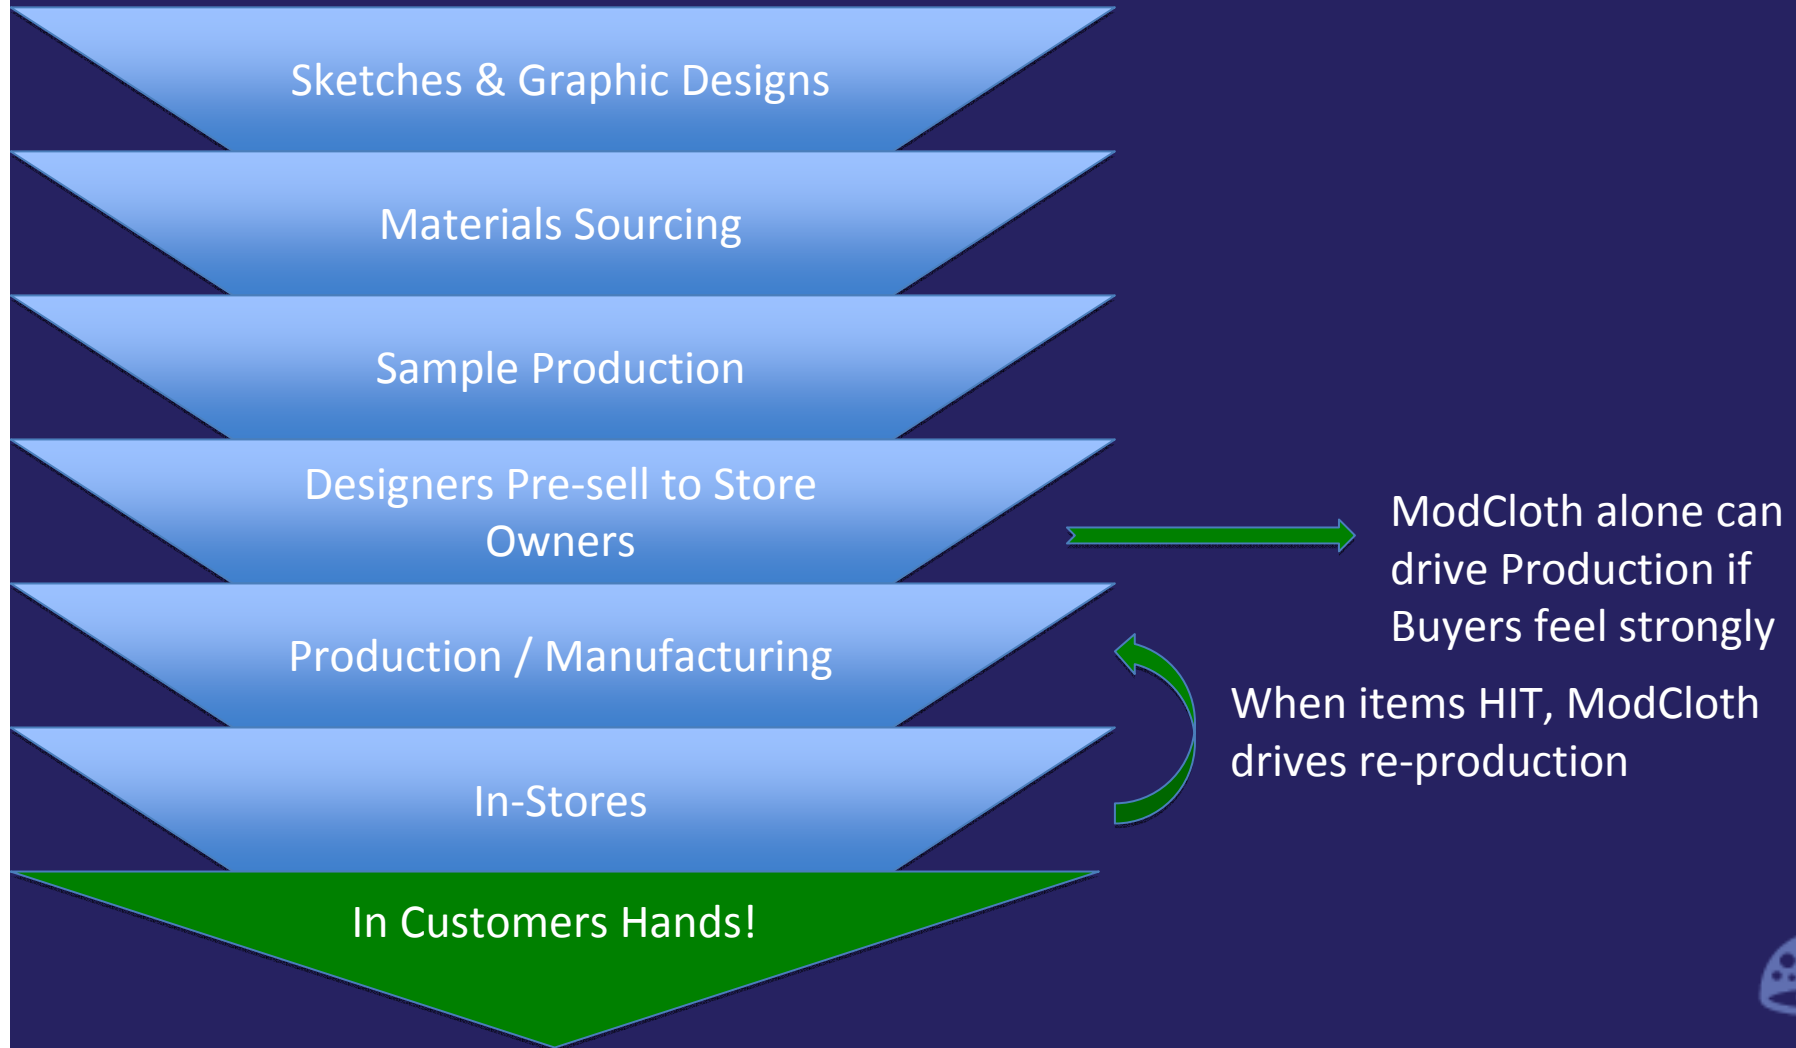 Sketches & Graphic Designs
Materials Sourcing
Sample Production
Designers Pre-sell to Store
Owners
ModCloth alone can
drive Production if
Buyers feel strongly
Production / Manufacturing
When items HIT, ModCloth
drives re-production
In-Stores
In Customers Hands!